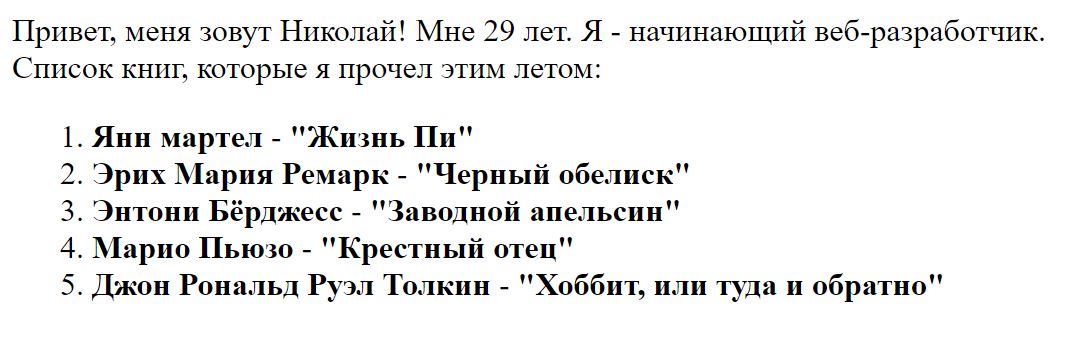 Привет, меня зовут Николай! Мне 29 лет. Я - начинающий веб-разработчик.
Список книг, которые я прочел этим летом:
1. Янн мартел - "Жизнь Пи"
2. Эрих Мария Ремарк - "Черный обелиск"
3. Энтони Бёрджесс - "Заводной апельсин"
4. Марио Пьюзо - "Крестный отец"
5. Джон Рональд Руэл Толкин - "Хоббит, или туда и обратно"